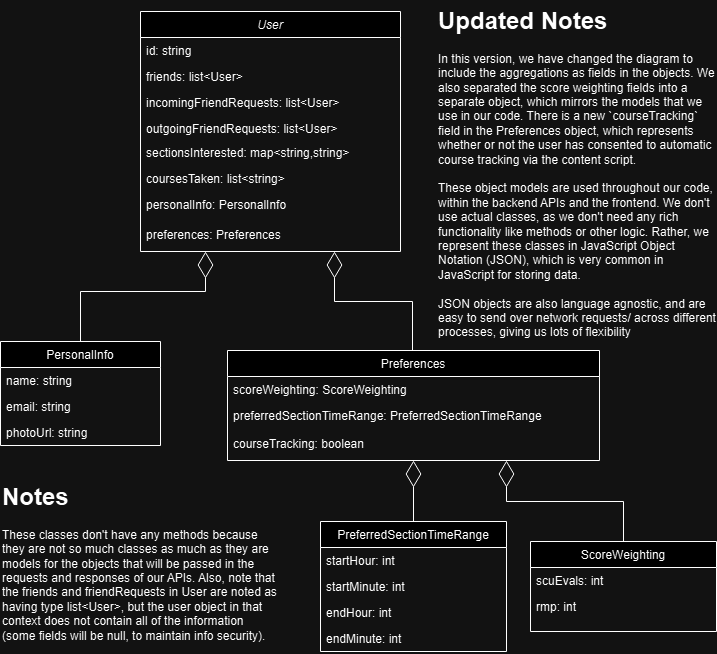 User
id: string
friends: list<User>
incomingFriendRequests: list<User>
outgoingFriendRequests: list<User>
sectionsInterested: map<string,string>
coursesTaken: list<string>
personalInfo: PersonalInfo
preferences: Preferences
Updated Notes
In this version, we have changed the diagram to
include the aggregations as fields in the objects. We
also separated the score weighting fields into a
separate object, which mirrors the models that we
use in our code. There is a new `courseTracking`
field in the Preferences object, which represents
whether or not the user has consented to automatic
course tracking via the content script.
These object models are used throughout our code,
within the backend APIs and the frontend. We don't
use actual classes, as we don't need any rich
functionality like methods or other logic. Rather, we
represent these classes in JavaScript Object
Notation (JSON), which is very common in
JavaScript for storing data.
JSON objects are also language agnostic, and are
easy to send over network requests/ across different
processes, giving us lots of flexibility
PersonalInfo
name: string
email: string
photoUrl: string
Preferences
scoreWeighting: ScoreWeighting
preferredSectionTimeRange: PreferredSectionTimeRange
courseTracking: boolean
Notes
These classes don't have any methods because
they are not so much classes as much as they are
models for the objects that will be passed in the
requests and responses of our APIs. Also, note that
the friends and friendRequests in User are noted as
having type list<User>, but the user object in that
context does not contain all of the information
(some fields will be null, to maintain info security).
PreferredSectionTimeRange
startHour: int
startMinute: int
endHour: int
endMinute: int
ScoreWeighting
scuEvals: int
rmp: int